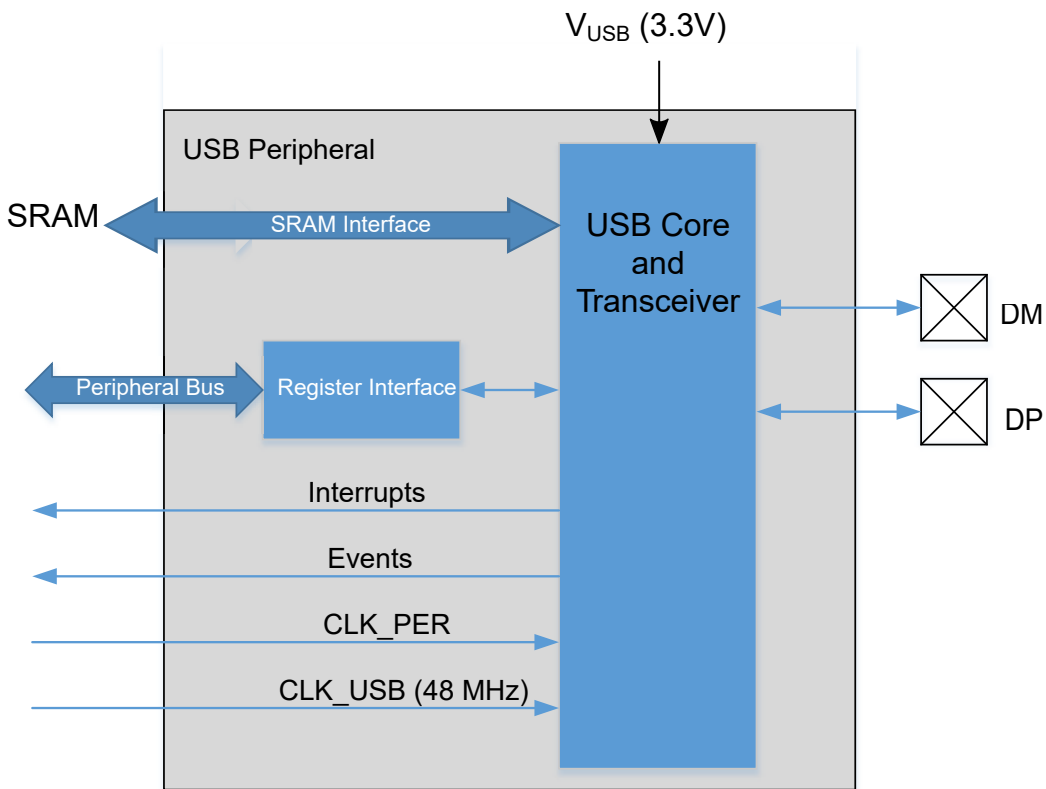 VUSB (3.3V)
USB Peripheral
SRAM
SRAM Interface
USB Core
and
Transceiver
DM
Peripheral Bus
Register Interface
DP
Interrupts
Events
CLK_PER
CLK_USB (48 MHz)